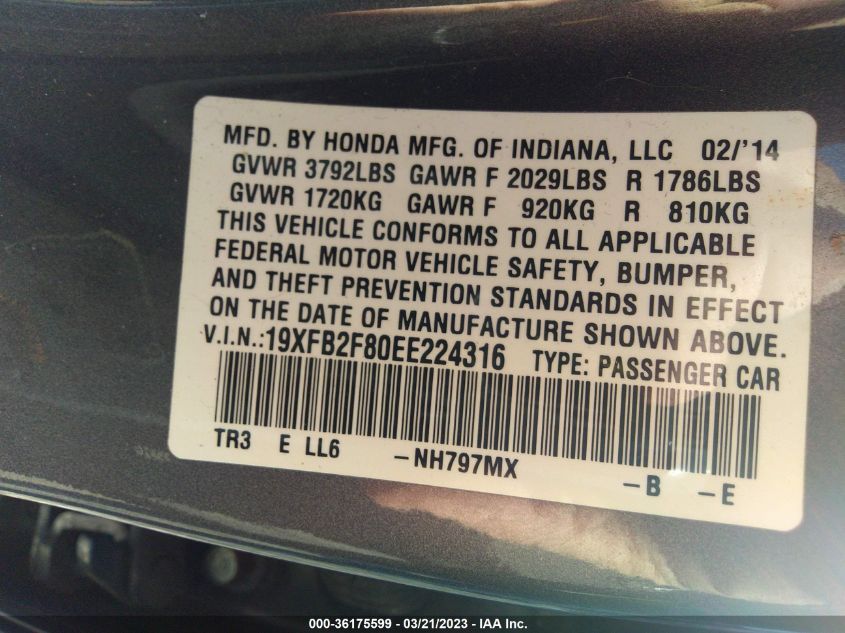 MFD. BY HONDA MFG. OF INDIANA, LLC 02/'14
GVWR 3792LBS GAWR F 2029LBS R 1786LBS
GVWR 1720KG GAWR F 920KG R 810KG
THIS VEHICLE CONFORMS TO ALL APPLICABLE
FEDERAL MOTOR VEHICLE SAFETY, BUMPER,
AND THEFT PREVENTION STANDARDS IN EFFECT
ON THE DATE OF MANUFACTURE SHOWN ABOVE.
V.I.N.:19XFB2F80EE224316 TYPE: PASSENGER CAR
TR3 E LL6 -NH797MX -B -E
000-36175599 / 03/21/2023 / IAA Inc.